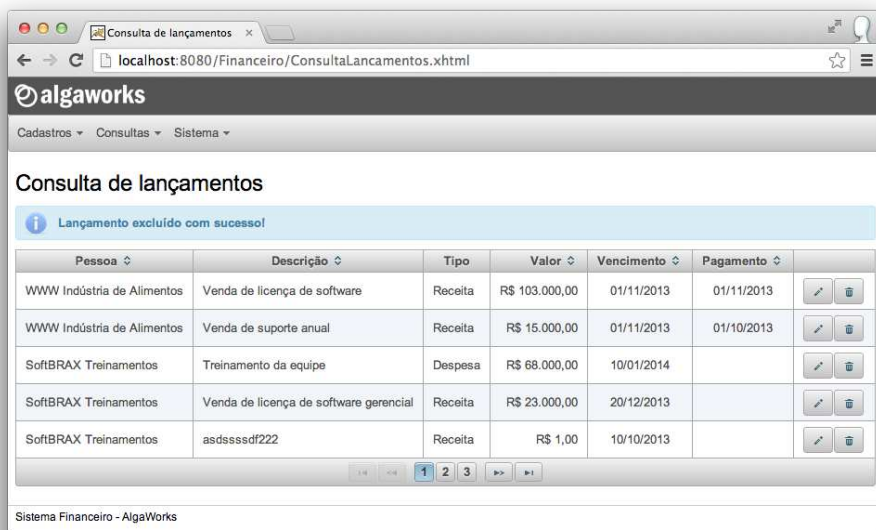 Consulta de lançamentos
localhost:8080/Financeiro/ConsultaLancamentos.xhtml
algaworks
Cadastros Consultas Sistema
Consulta de lançamentos
Lançamento excluído com sucesso!
Pessoa Descrição Tipo Valor Vencimento Pagamento
WWW Indústria de Alimentos Venda de licença de software Receita R$ 103.000,00 01/11/2013 01/11/2013
WWW Indústria de Alimentos Venda de suporte anual Receita R$ 15.000,00 01/11/2013 01/10/2013
SoftBRAX Treinamentos Treinamento da equipe Despesa R$ 68.000,00 10/01/2014
SoftBRAX Treinamentos Venda de licença de software gerencial Receita R$ 23.000,00 20/12/2013
SoftBRAX Treinamentos asdssssdf222 Receita R$ 1,00 10/10/2013
1 2 3
Sistema Financeiro - AlgaWorks